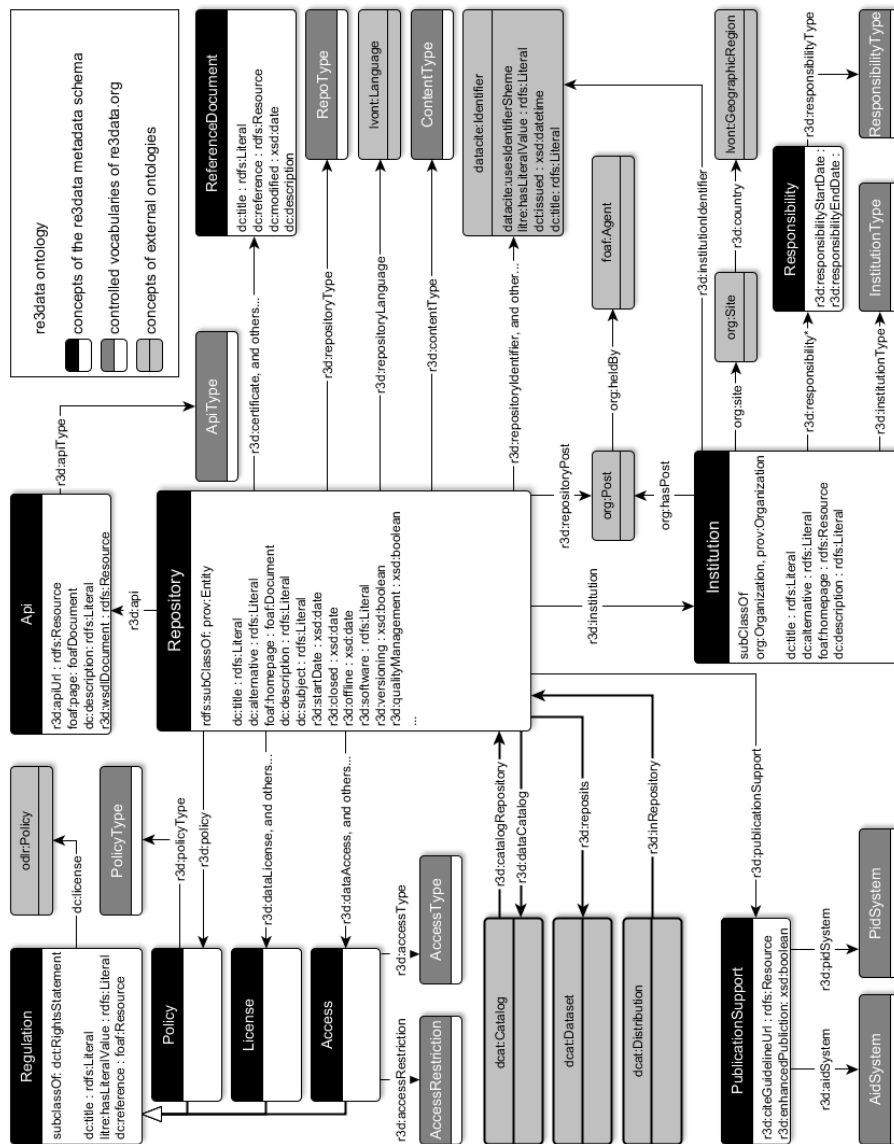 re3data ontology
concepts of the re3data metadata schema
controlled vocabularies of re3data.org
concepts of external ontologies
Regulation
subclassOf: dct:RightsStatement
dc:title : rdfs:Literal
litre:hasLiteralValue : rdfs:Literal
dc:reference : foaf:Resource
dc:license
odlr:Policy
PolicyType
r3d:policyType
Policy
r3d:policy
License
r3d:dataLicense, and others...
Access
r3d:dataAccess, and others...
r3d:accessRestriction
AccessRestriction
r3d:accessType
AccessType
Api
r3d:apiUrl : rdfs:Resource
foaf:page: foafDocument
dc:description: rdfs:Literal
r3d:wsdlDocument : rdfs:Resource
r3d:apiType
ApiType
r3d:api
Repository
rdfs:subClassOf: prov:Entity
dc:title : rdfs:Literal
dc:alternative : rdfs:Literal
foaf:homepage : foaf:Document
dc:description : rdfs:Literal
dc:subject : rdfs:Literal
r3d:startDate : xsd:date
r3d:closed : xsd:date
r3d:offline : xsd:date
r3d:software : rdfs:Literal
r3d:versioning : xsd:boolean
r3d:qualityManagement : xsd:boolean
...
r3d:certificate, and others...
ReferenceDocument
dc:title : rdfs:Literal
dc:reference : rdfs:Resource
dc:modified : xsd:date
dc:description
r3d:repositoryType
RepoType
r3d:repositoryLanguage
lvont:Language
r3d:contentType
ContentType
r3d:repositoryIdentifier, and other...
datacite:Identifier
datacite:usesIdentifierSheme
litre:hasLiteralValue : rdfs:Literal
dct:issued : xsd:datetime
dc:title: rdfs:Literal
r3d:catalogRepository
r3d:dataCatalog
dcat:Catalog
r3d:reposits
dcat:Dataset
r3d:inRepository
dcat:Distribution
r3d:repositoryPost
org:Post
org:heldBy
foaf:Agent
org:hasPost
r3d:institution
r3d:institutionIdentifier
Institution
subClassOf
org:Organization, prov:Organization
dc:title : rdfs:Literal
dc:alternative : rdfs:Literal
foaf:homepage : rdfs:Resource
dc:description : rdfs:Literal
org:site
org:Site
r3d:country
lvont:GeographicRegion
r3d:responsibility*
Responsibility
r3d:responsibilityStartDate :
r3d:responsibilityEndDate :
r3d:responsibilityType
ResponsibilityType
r3d:institutionType
InstitutionType
r3d:publicationSupport
PublicationSupport
r3d:citeGuidelineUrl : rdfs:Resource
r3d:enhancedPubliction: xsd:boolean
r3d:aidSystem
AidSystem
r3d:pidSystem
PidSystem